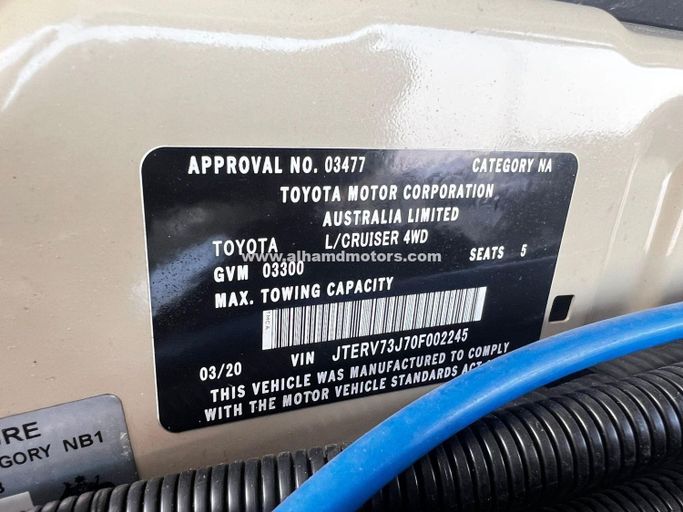 APPROVAL NO. 03477 CATEGORY NA
TOYOTA MOTOR CORPORATION
AUSTRALIA LIMITED
TOYOTA L/CRUISER 4WD
www.alhamdmotors.com
GVM 03300 SEATS 5
MAX. TOWING CAPACITY
03/20 VIN JTERV73J70F002245
THIS VEHICLE WAS MANUFACTURED TO COMPLY
WITH THE MOTOR VEHICLE STANDARDS ACT
NB1